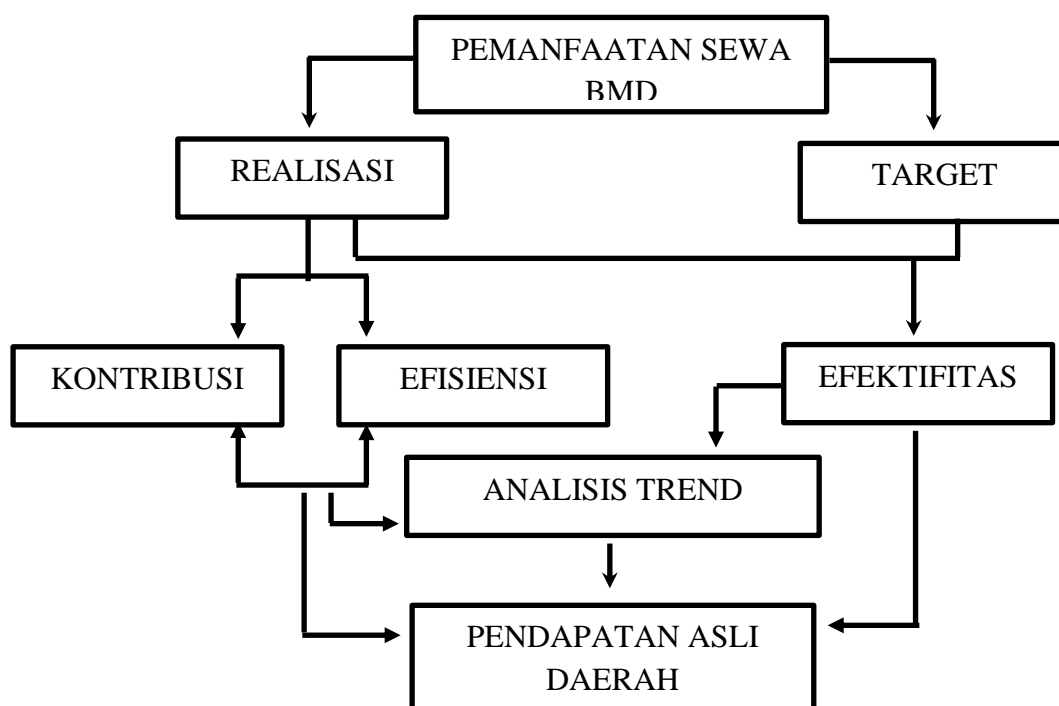 PEMANFAATAN SEWA
BMD
REALISASI
TARGET
KONTRIBUSI
EFISIENSI
EFEKTIFITAS
ANALISIS TREND
PENDAPATAN ASLI
DAERAH